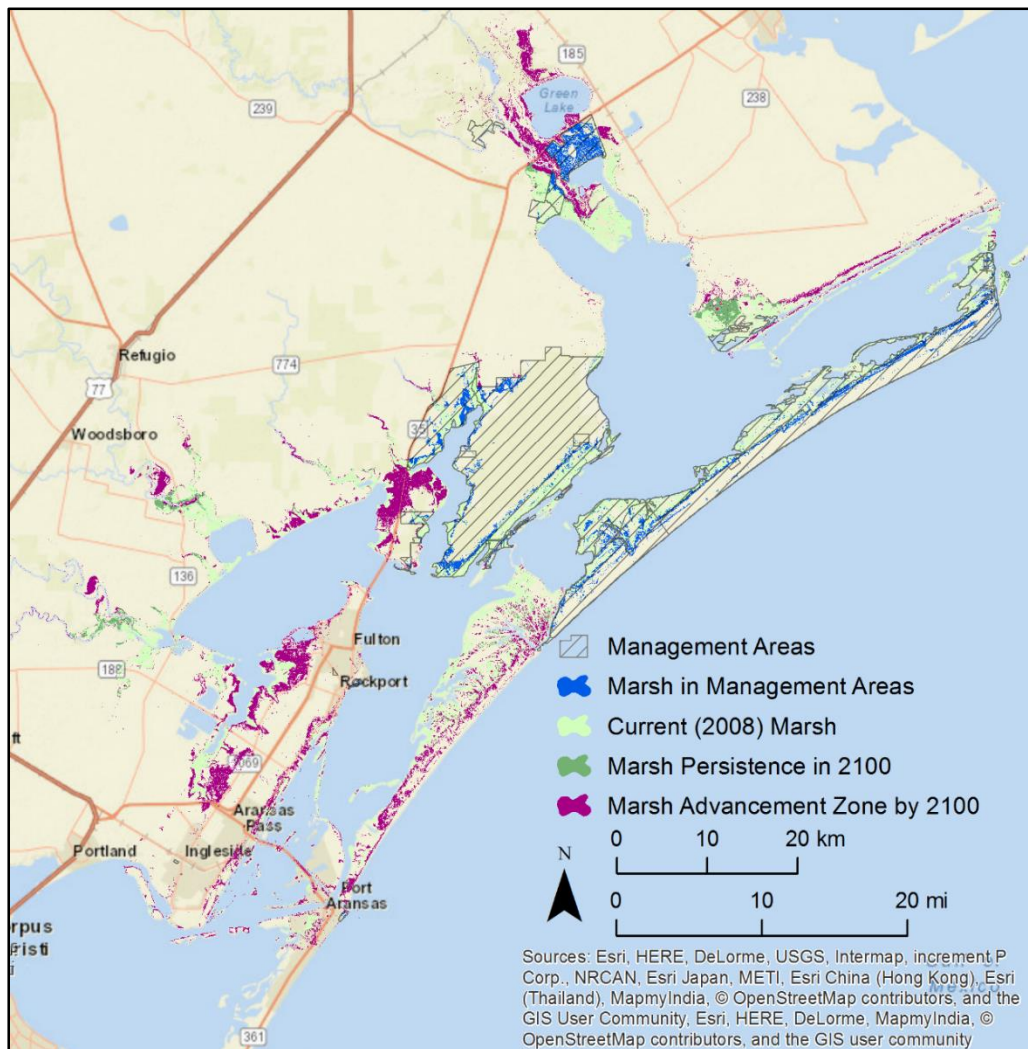 185
Green
Lake
238
239
Refugio
774
77
35
Woodsboro
136
Fulton
188
Rockport
Management Areas
Marsh in Management Areas
Current (2008) Marsh
Marsh Persistence in 2100
Marsh Advancement Zone by 2100
1069
Aransas
Pass
Portland
Ingleside
0 10 20 km
N
Port
Aransas
0 10 20 mi
orpus
risti
Sources: Esri, HERE, DeLorme, USGS, Intermap, increment P
Corp., NRCAN, Esri Japan, METI, Esri China (Hong Kong), Esri
(Thailand), MapmyIndia, © OpenStreetMap contributors, and the
GIS User Community, Esri, HERE, DeLorme, MapmyIndia, ©
OpenStreetMap contributors, and the GIS user community
Mexico
361